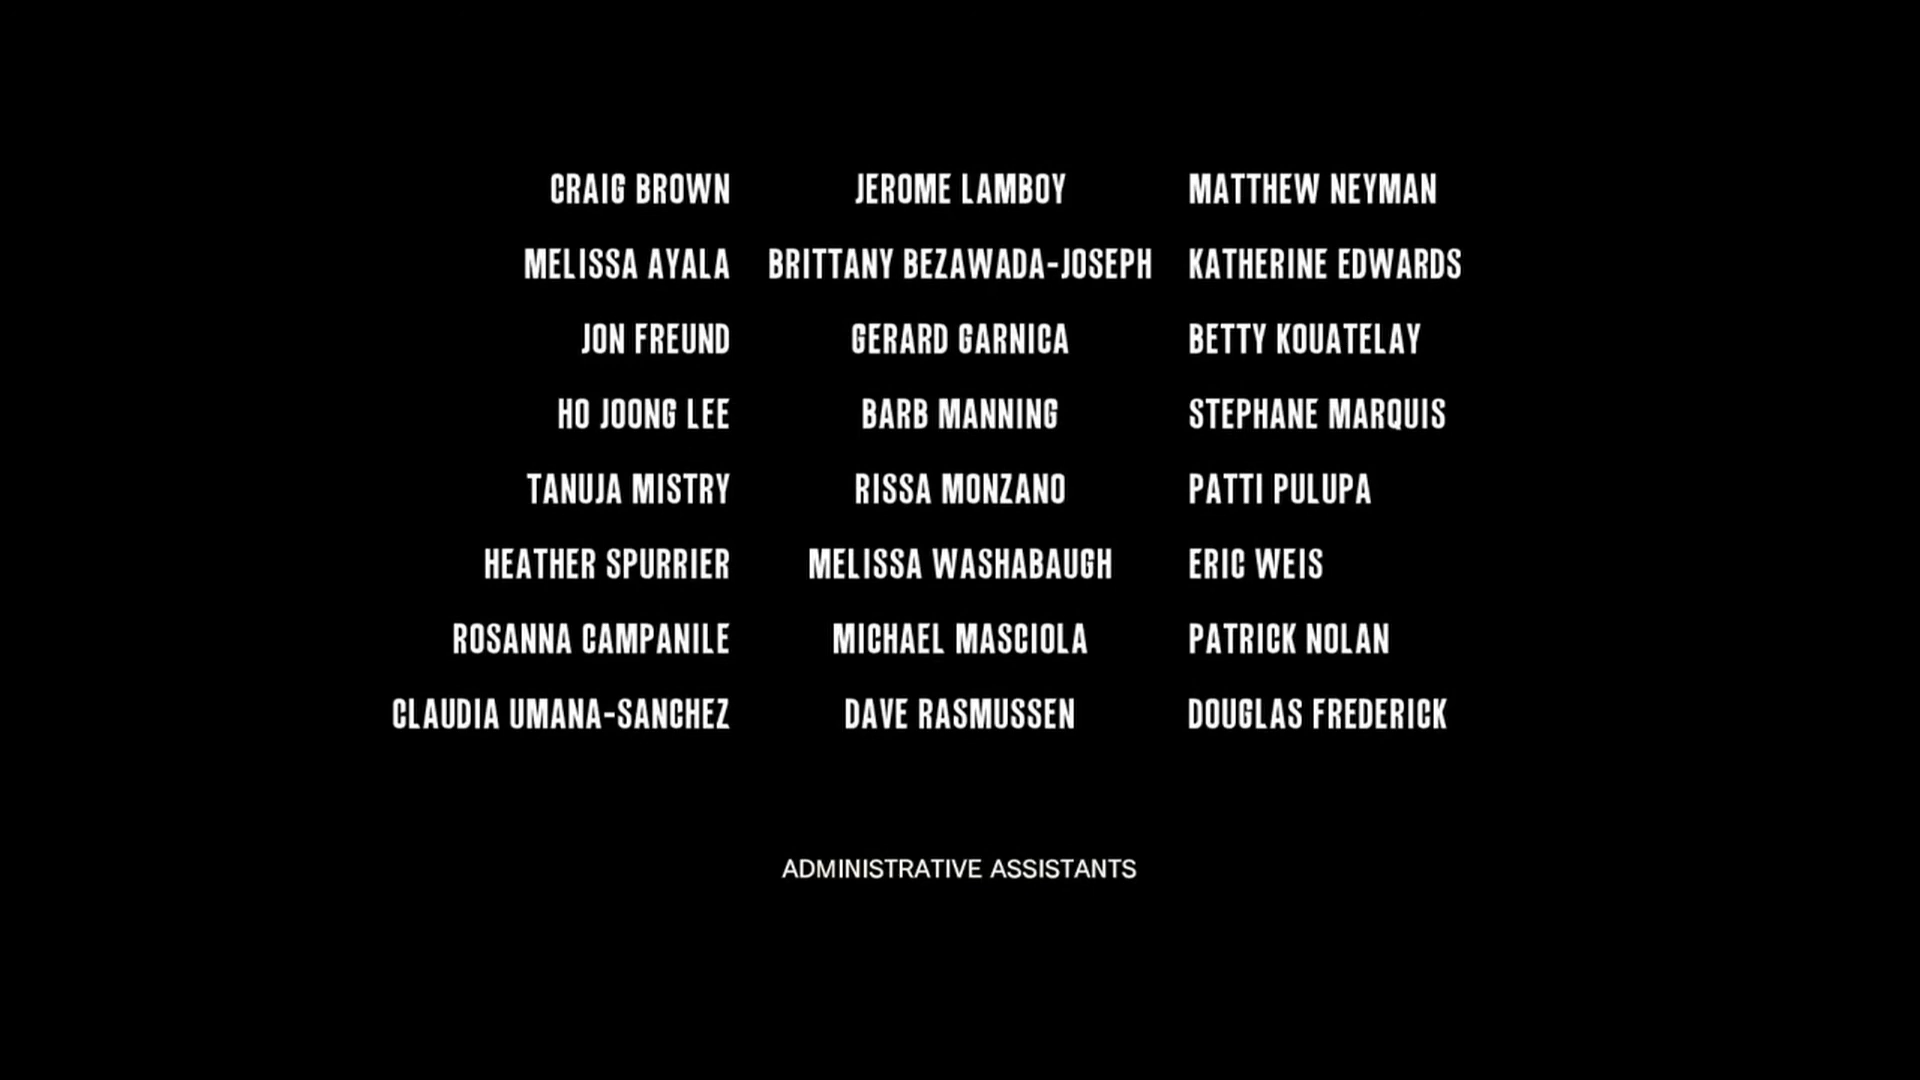 CRAIG BROWN JEROME LAMBOY MATTHEW NEYMAN
MELISSA AYALA BRITTANY BEZAWADA-JOSEPH KATHERINE EDWARDS
JON FREUND GERARD GARNICA BETTY KOUATELAY
HO JOONG LEE BARB MANNING STEPHANE MARQUIS
TANUJA MISTRY RISSA MONZANO PATTI PULUPA
HEATHER SPURRIER MELISSA WASHABAUGH ERIC WEIS
ROSANNA CAMPANILE MICHAEL MASCIOLA PATRICK NOLAN
CLAUDIA UMANA-SANCHEZ DAVE RASMUSSEN DOUGLAS FREDERICK
ADMINISTRATIVE ASSISTANTS